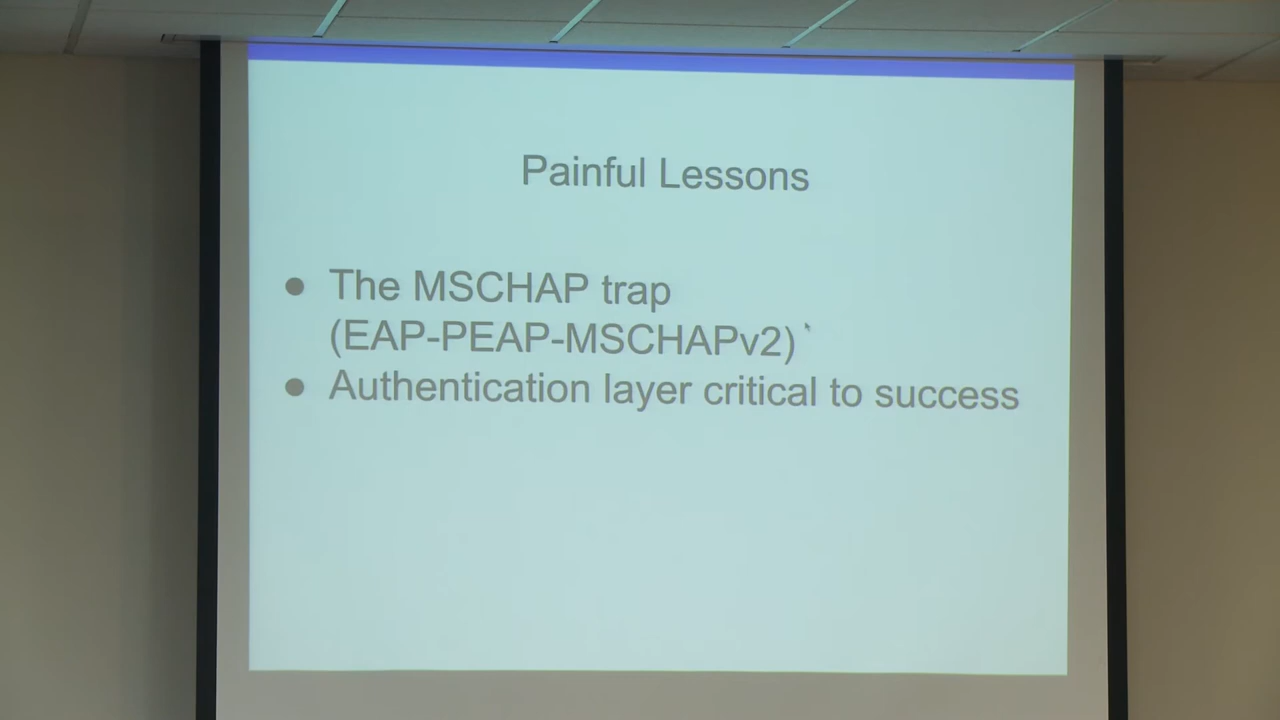 Painful Lessons
● The MSCHAP trap
(EAP-PEAP-MSCHAPv2)
● Authentication layer critical to success